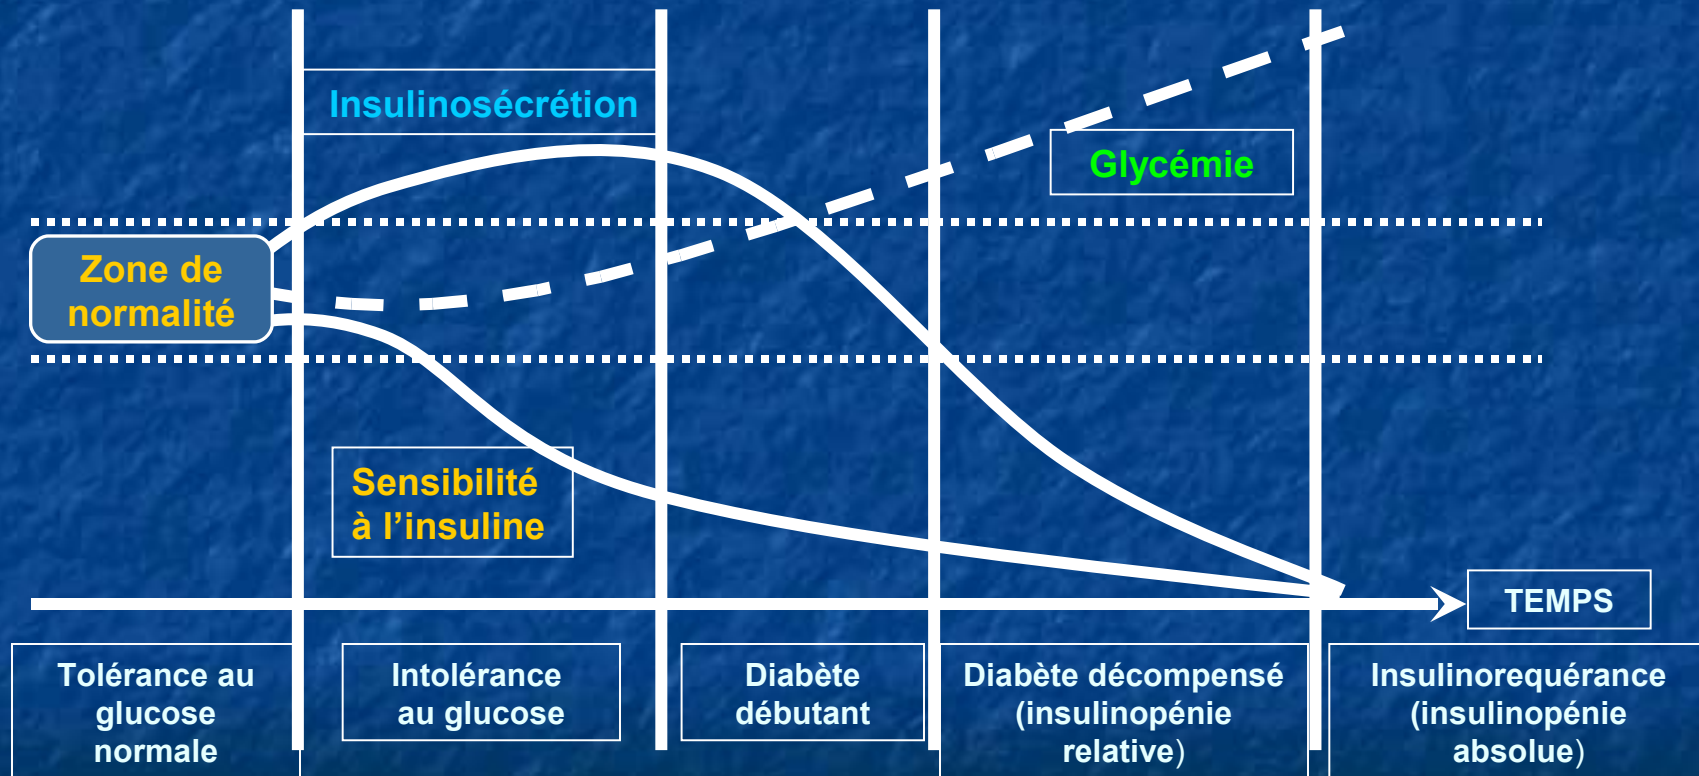 Insulinosécrétion
Glycémie
Zone de
normalité
Sensibilité
à l’insuline
TEMPS
Tolérance au
glucose
normale
Intolérance
au glucose
Diabète
débutant
Diabète décompensé
(insulinopénie
relative)
Insulinorequérance
(insulinopénie
absolue)